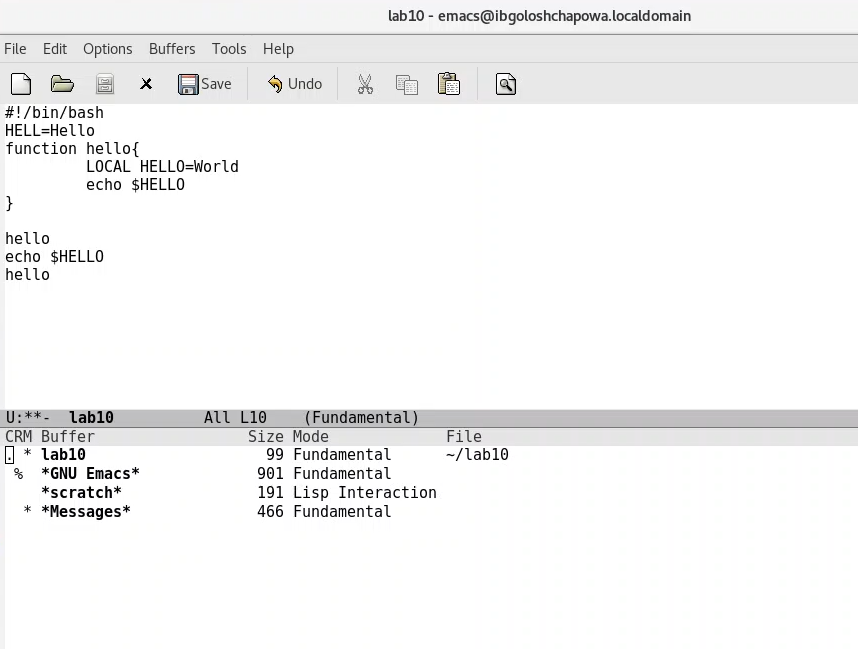 lab10 - emacs@ibgoloshchapowa.localdomain
File Edit Options Buffers Tools Help
Save Undo
#!/bin/bash
HELL=Hello
function hello{
         LOCAL HELLO=World
         echo $HELLO
}
hello
echo $HELLO
hello
U:**-  lab10          All L10    (Fundamental)
CRM Buffer                 Size Mode             File
. * lab10                    99 Fundamental      ~/lab10
 %  *GNU Emacs*             901 Fundamental
    *scratch*               191 Lisp Interaction
  * *Messages*              466 Fundamental